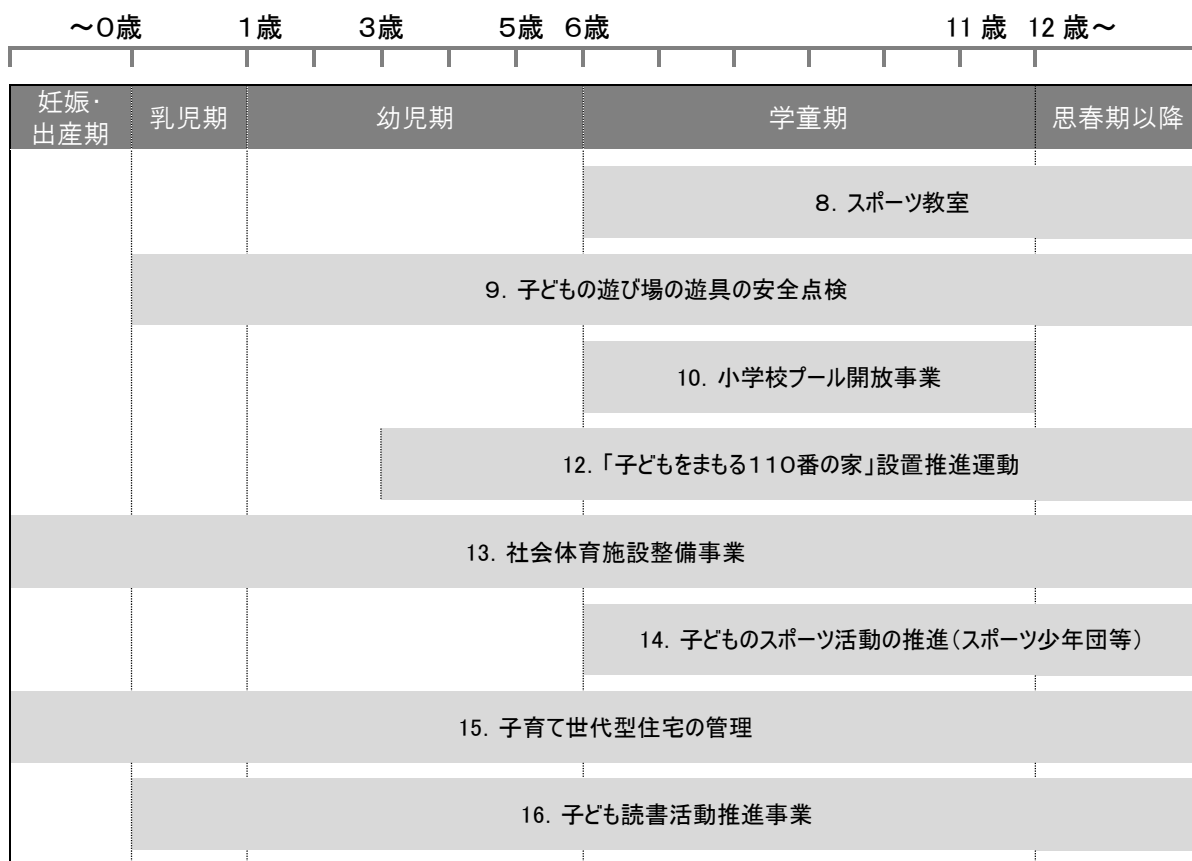 ～０歳 １歳 ３歳 ５歳 ６歳 11歳 12歳～
妊娠・
出産期
乳児期
幼児期
学童期
思春期以降
８．スポーツ教室
９．子どもの遊び場の遊具の安全点検
10．小学校プール開放事業
12．「子どもをまもる１１０番の家」設置推進運動
13．社会体育施設整備事業
14．子どものスポーツ活動の推進（スポーツ少年団等）
15．子育て世代型住宅の管理
16．子ども読書活動推進事業